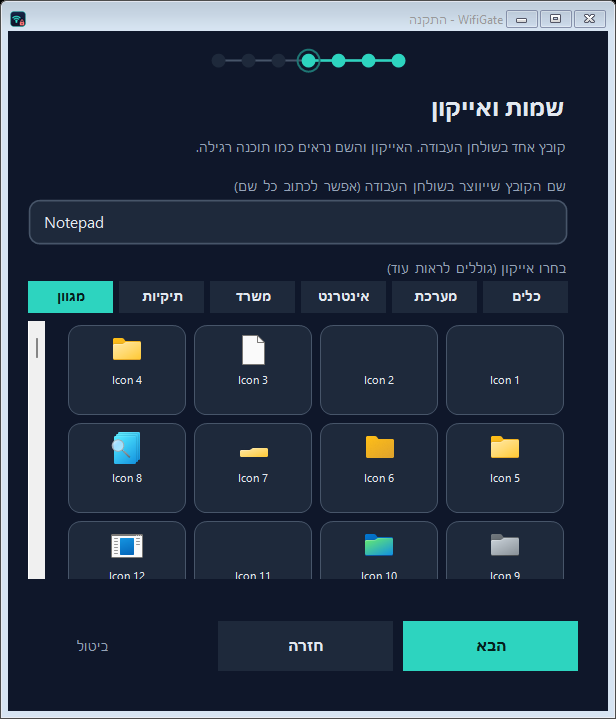 WifiGate - התקנה
שמות ואייקון
קובץ אחד בשולחן העבודה. האייקון והשם נראים כמו תוכנה רגילה.
שם הקובץ שייווצר בשולחן העבודה (אפשר לכתוב כל שם)
Notepad
בחרו אייקון (גוללים לראות עוד)
כלים מערכת אינטרנט משרד תיקיות מגוון
Icon 1 Icon 2 Icon 3 Icon 4
Icon 5 Icon 6 Icon 7 Icon 8
Icon 9 Icon 10 Icon 11 Icon 12
הבא חזרה ביטול